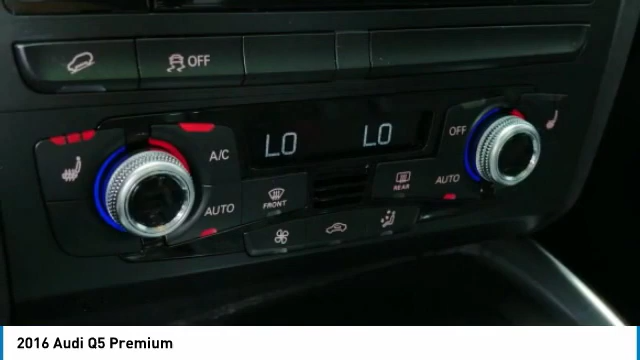 OFF
LO LO
OFF
A/C
AUTO
FRONT
REAR
AUTO
2016 Audi Q5 Premium